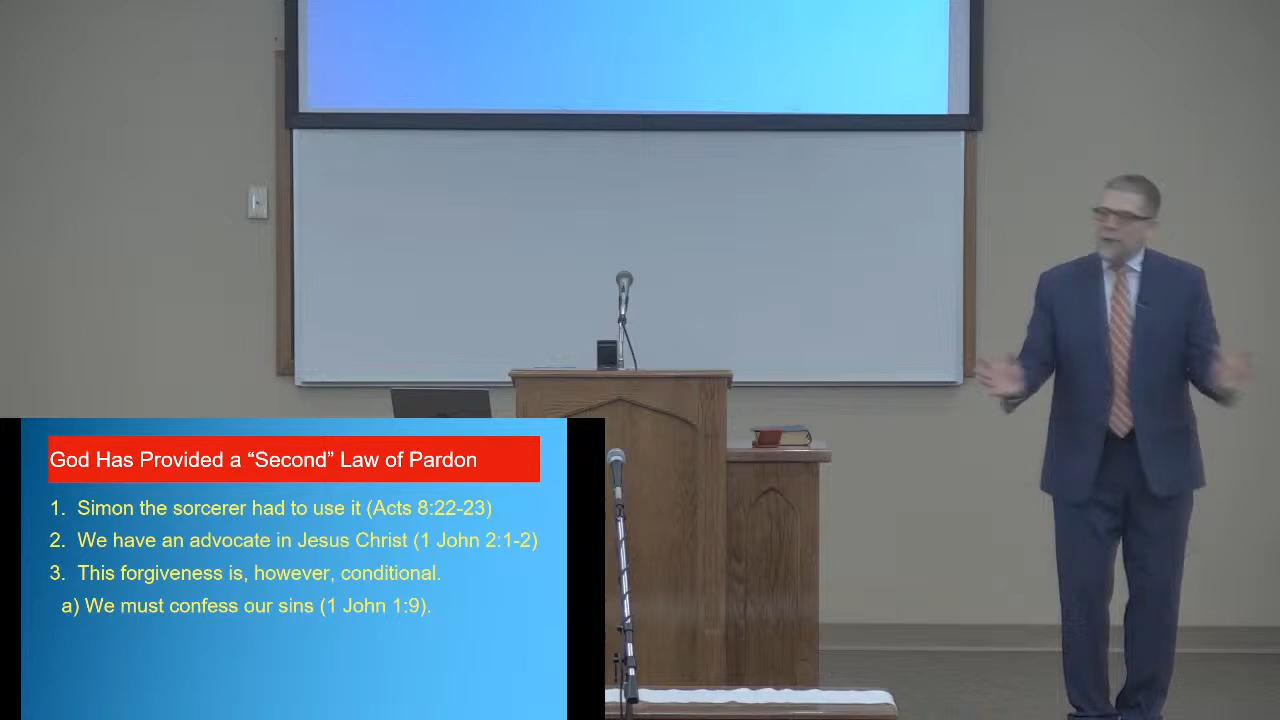 God Has Provided a “Second” Law of Pardon
1. Simon the sorcerer had to use it (Acts 8:22-23)
2. We have an advocate in Jesus Christ (1 John 2:1-2)
3. This forgiveness is, however, conditional.
a) We must confess our sins (1 John 1:9).